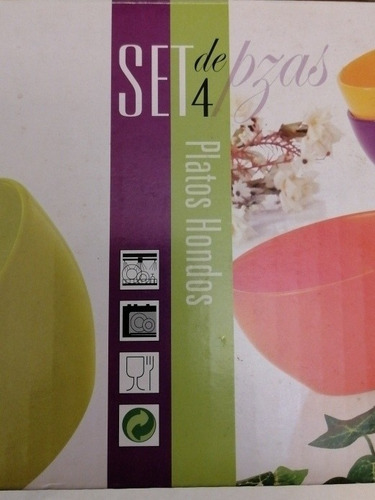 SET de 4 / pzas
Platos Hondos